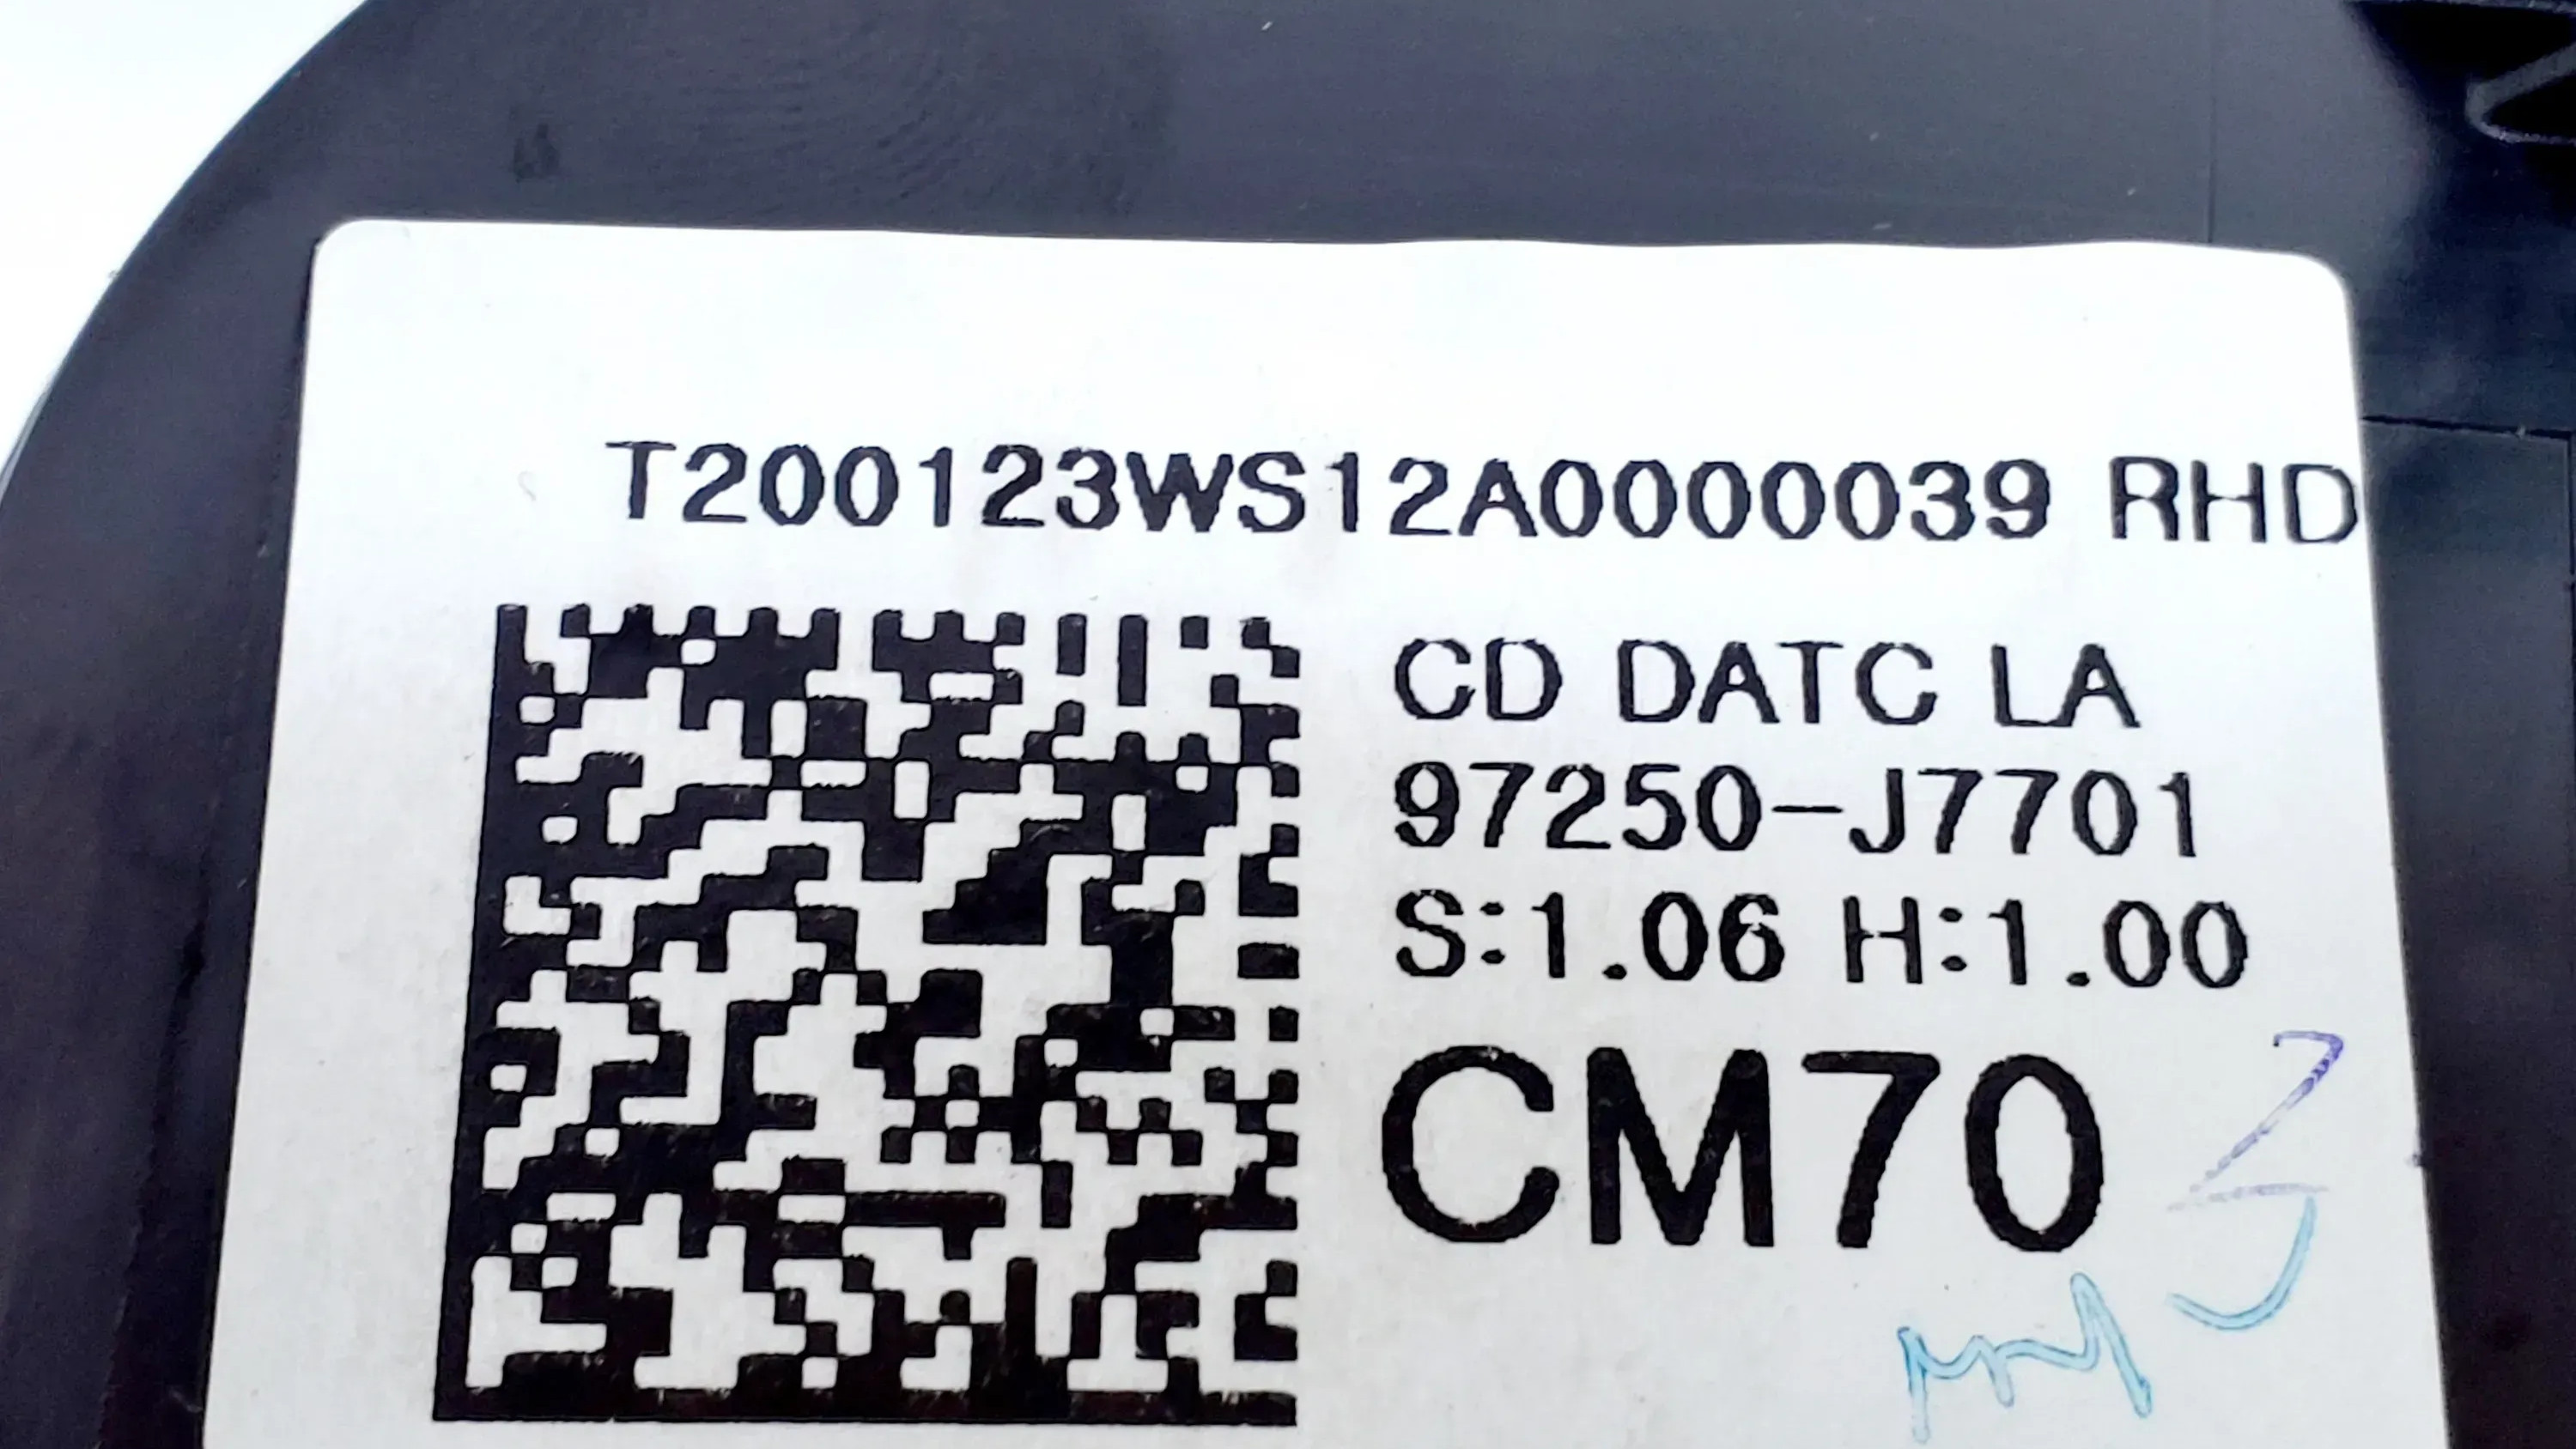 T200123WS12A0000039 RHD
CD DATC LA
97250-J7701
S:1.06 H:1.00
CM70